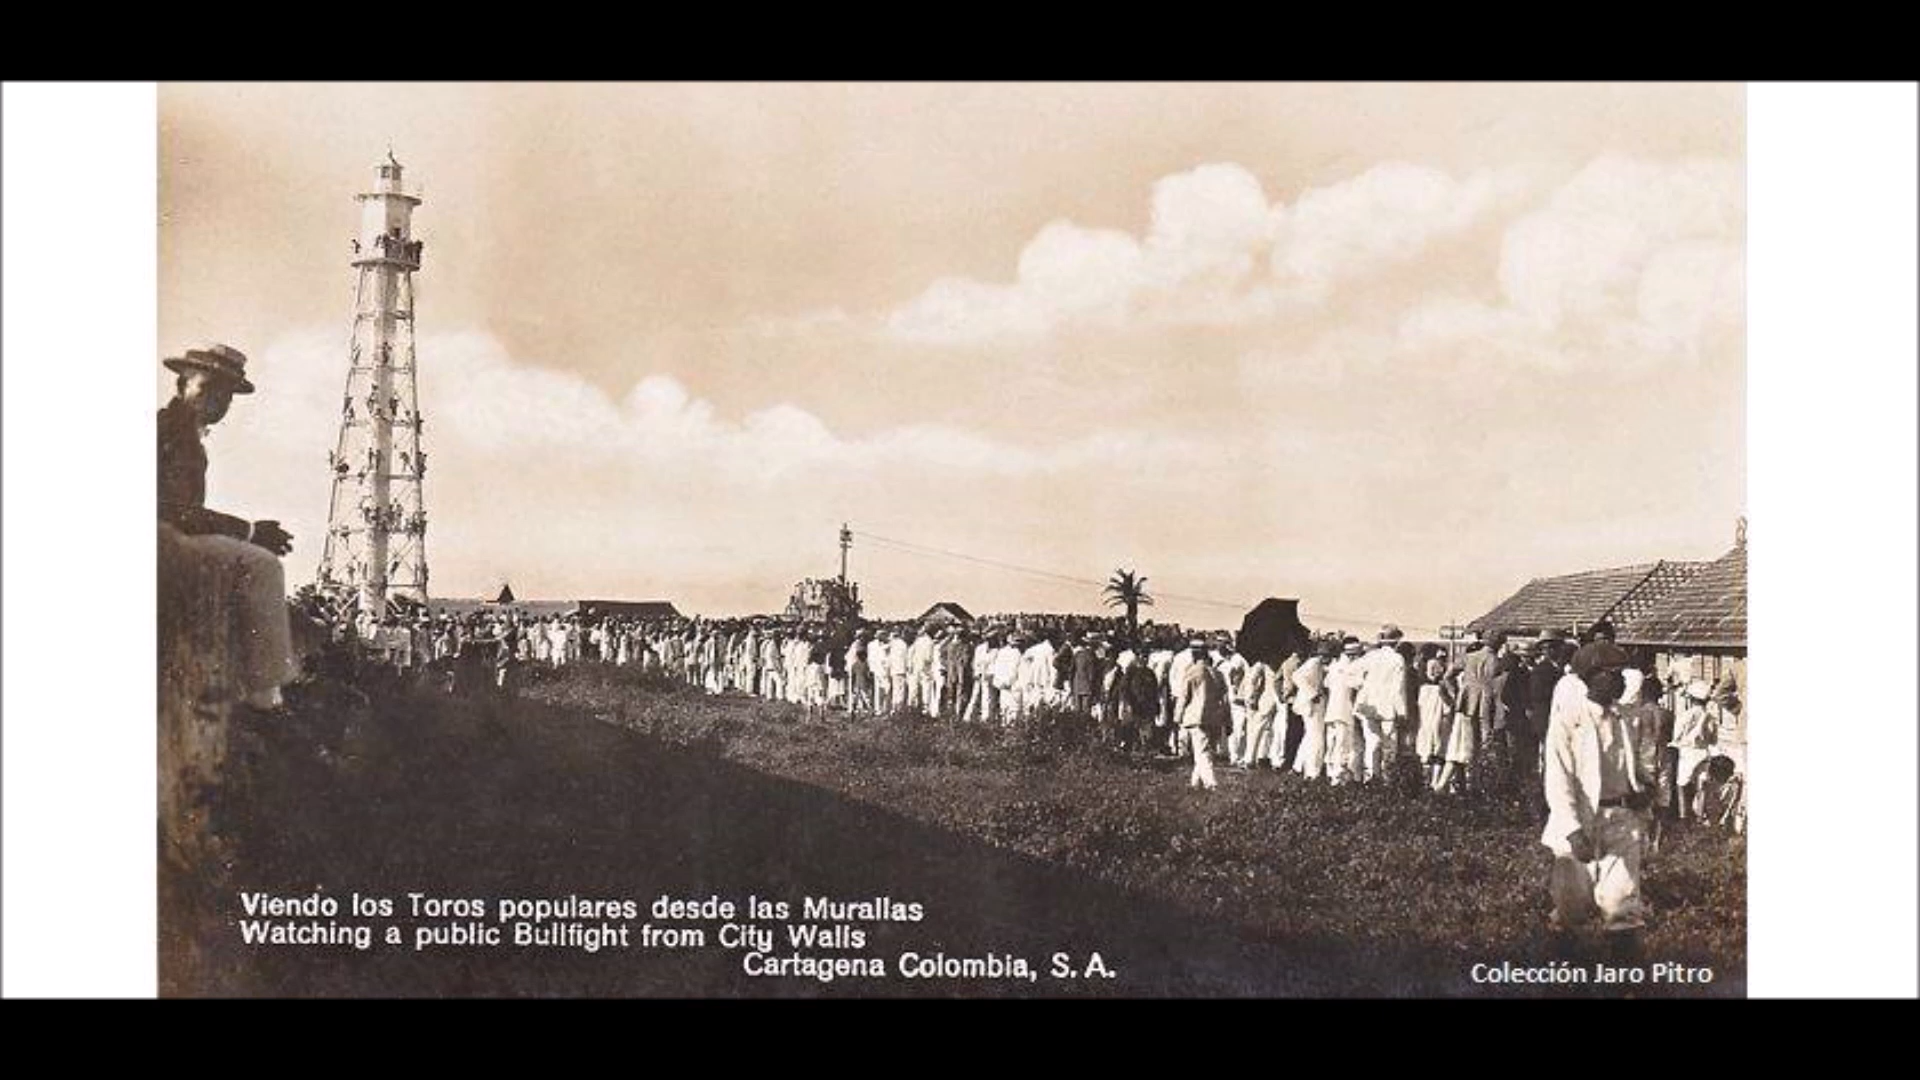 Viendo los Toros populares desde las Murallas
Watching a public Bullfight from City Walls
Cartagena Colombia, S. A.
Colección Jaro Pitro